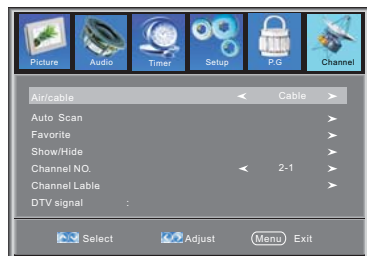 Picture Audio Timer Setup P.G Channel
Air/cable Cable
Auto Scan
Favorite
Show/Hide
Channel NO. 2-1
Channel Lable
DTV signal :
Select Adjust Menu Exit